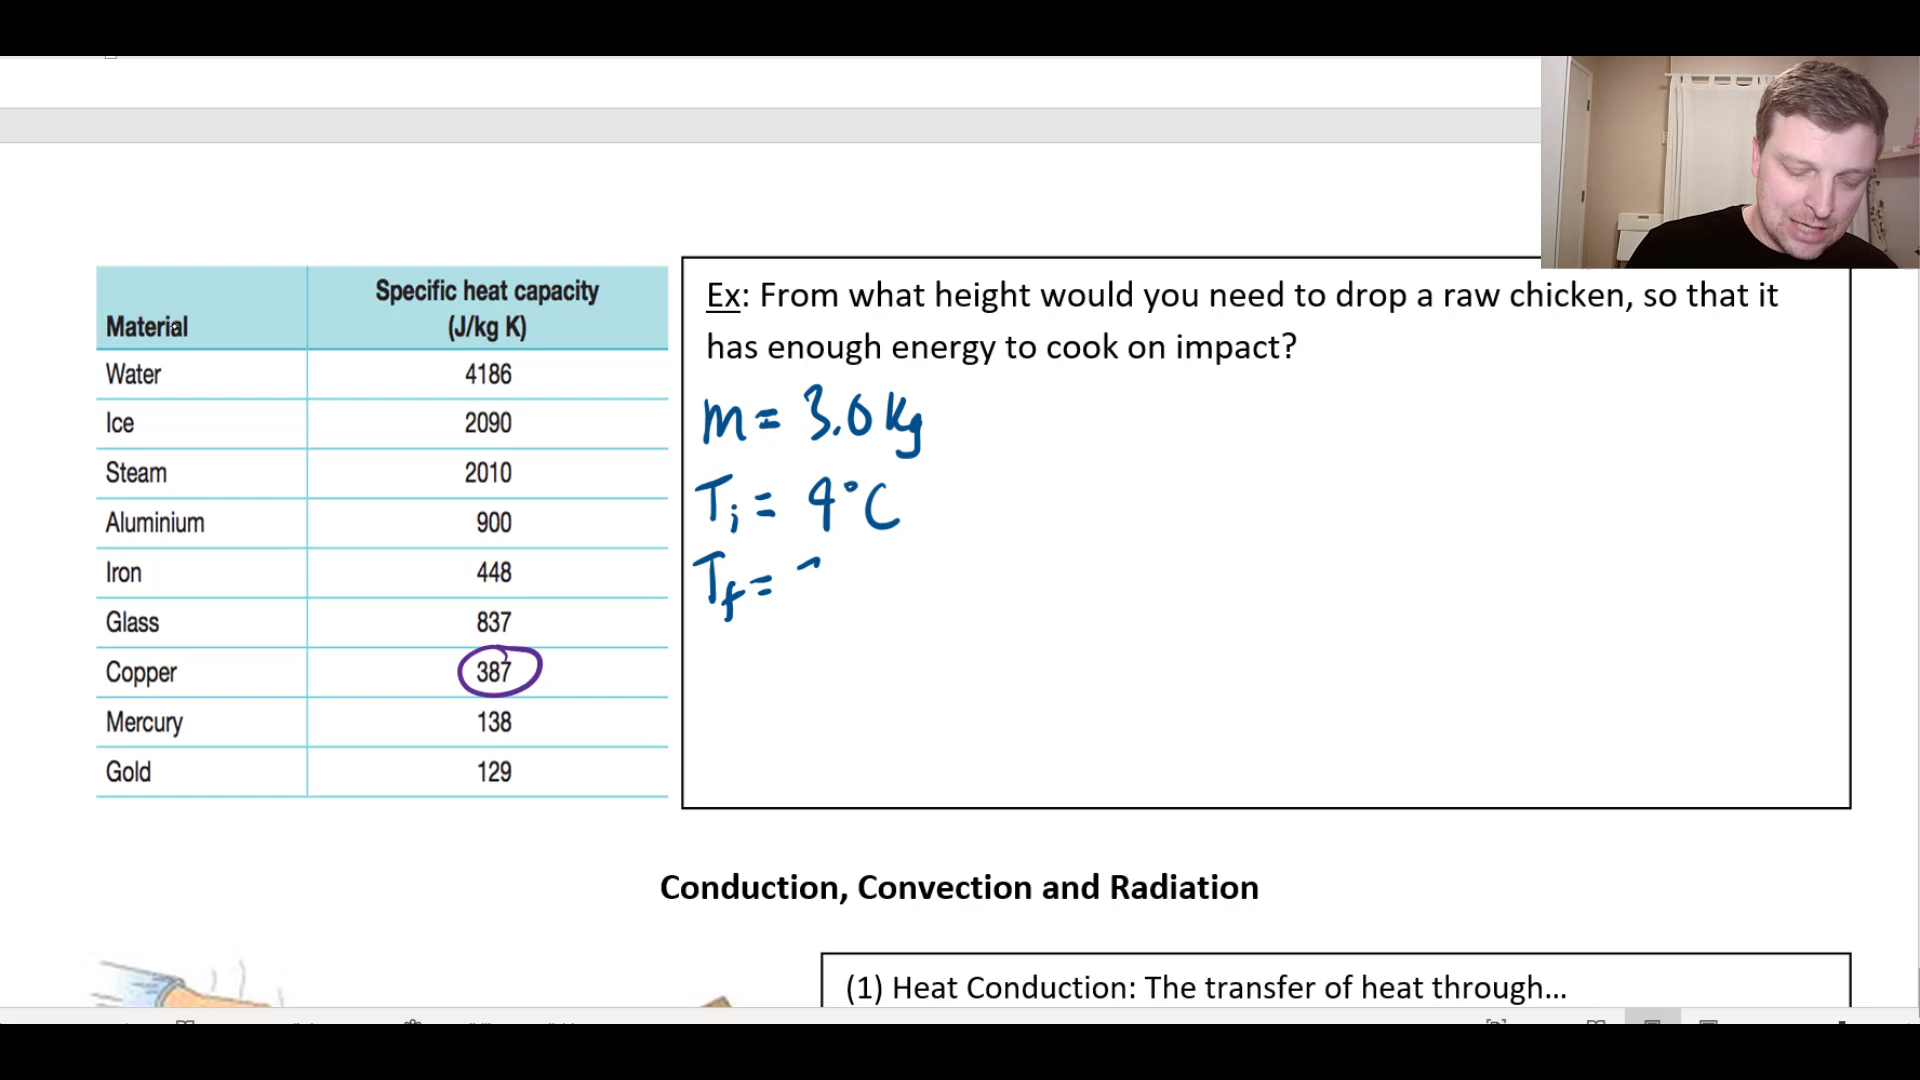 Material
Specific heat capacity
(J/kg K)
Water 4186
Ice 2090
Steam 2010
Aluminium 900
Iron 448
Glass 837
Copper 387
Mercury 138
Gold 129
Ex: From what height would you need to drop a raw chicken, so that it
has enough energy to cook on impact?
m = 3.0 kg
Ti = 4°C
Tf =
Conduction, Convection and Radiation
(1) Heat Conduction: The transfer of heat through...